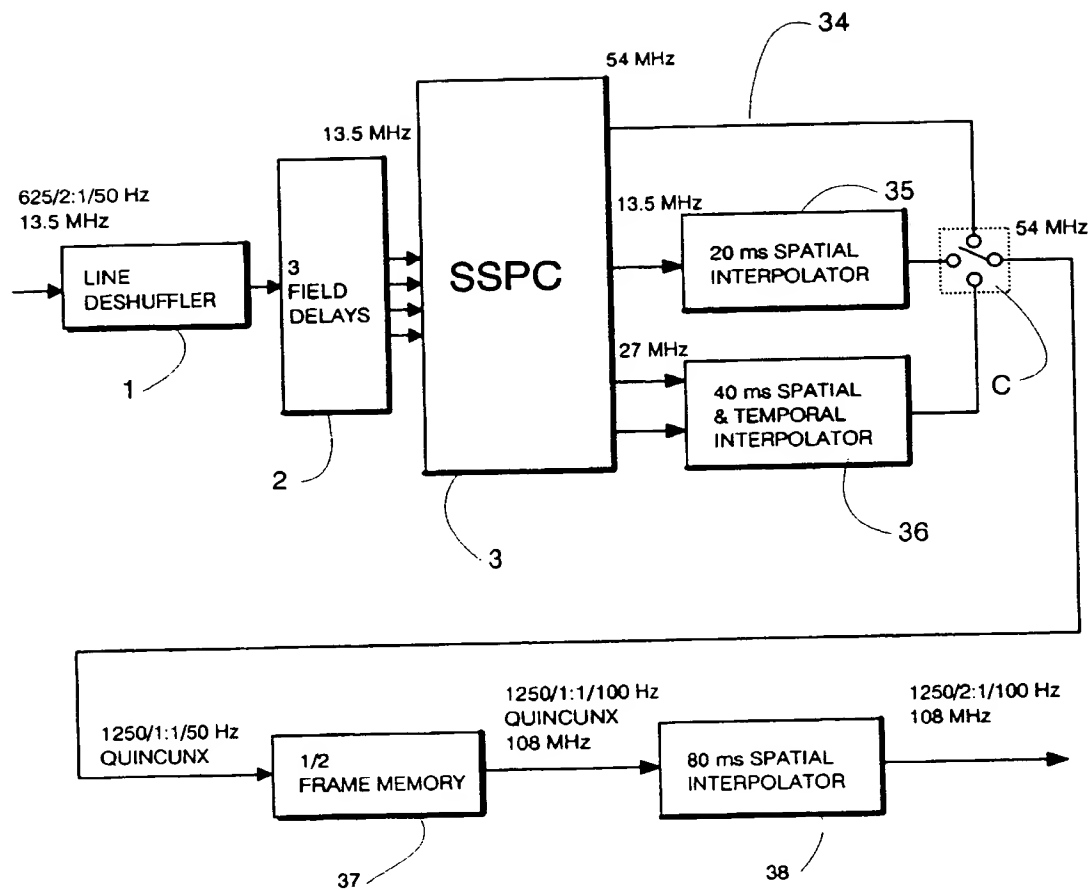 34
54 MHz
13.5 MHz
625/2:1/50 Hz
13.5 MHz
LINE
DESHUFFLER
1
3
FIELD
DELAYS
2
SSPC
3
13.5 MHz
35
20 ms SPATIAL
INTERPOLATOR
54 MHz
C
27 MHz
40 ms SPATIAL
& TEMPORAL
INTERPOLATOR
36
1250/1:1/50 Hz
QUINCUNX
1/2
FRAME MEMORY
37
1250/1:1/100 Hz
QUINCUNX
108 MHz
80 ms SPATIAL
INTERPOLATOR
38
1250/2:1/100 Hz
108 MHz